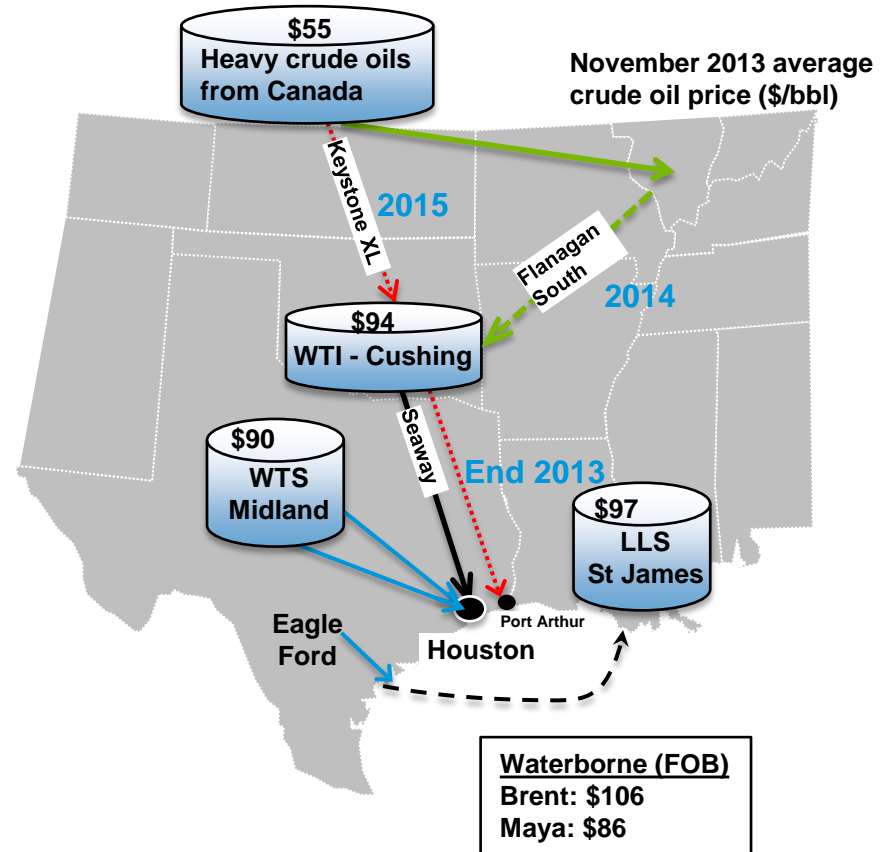 $55
Heavy crude oils
from Canada
November 2013 average
crude oil price ($/bbl)
Keystone XL
2015
Flanagan
South
2014
$94
WTI - Cushing
Seaway
End 2013
$90
WTS
Midland
$97
LLS
St James
Port Arthur
Houston
Eagle
Ford
Waterborne (FOB)
Brent: $106
Maya: $86